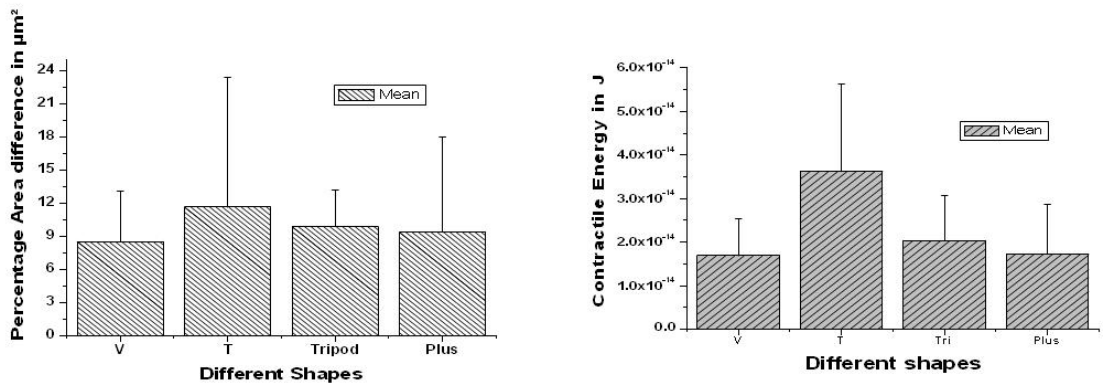 Percentage Area difference in µm²
24
21
18
15
12
9
6
3
0
Mean
V T Tripod Plus
Different Shapes
Contractile Energy in J
6.0x10⁻¹⁴
5.0x10⁻¹⁴
4.0x10⁻¹⁴
3.0x10⁻¹⁴
2.0x10⁻¹⁴
1.0x10⁻¹⁴
0.0
Mean
V T Tri Plus
Different shapes